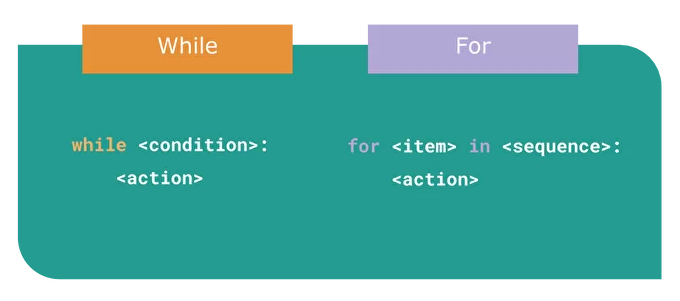 While
while <condition>:
<action>
For
for <item> in <sequence>:
<action>